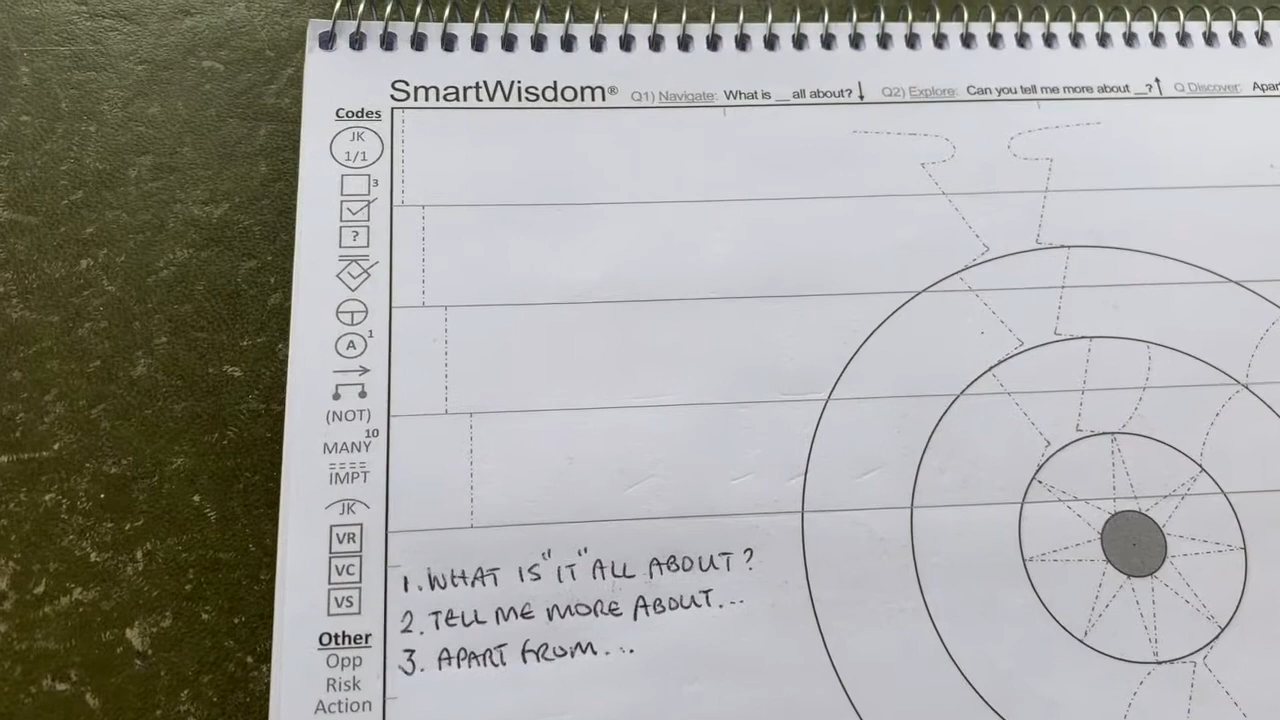 SmartWisdom® Q1) Navigate: What is __ all about?↓ Q2) Explore: Can you tell me more about __?↑ Q Discover: Apar
Codes
JK
1/1
3
?
T
A 1
(NOT)
MANY 10
IMPT
JK
VR
VC
VS
Other
Opp
Risk
Action
1. WHAT IS "IT" ALL ABOUT?
2. TELL ME MORE ABOUT...
3. APART FROM...